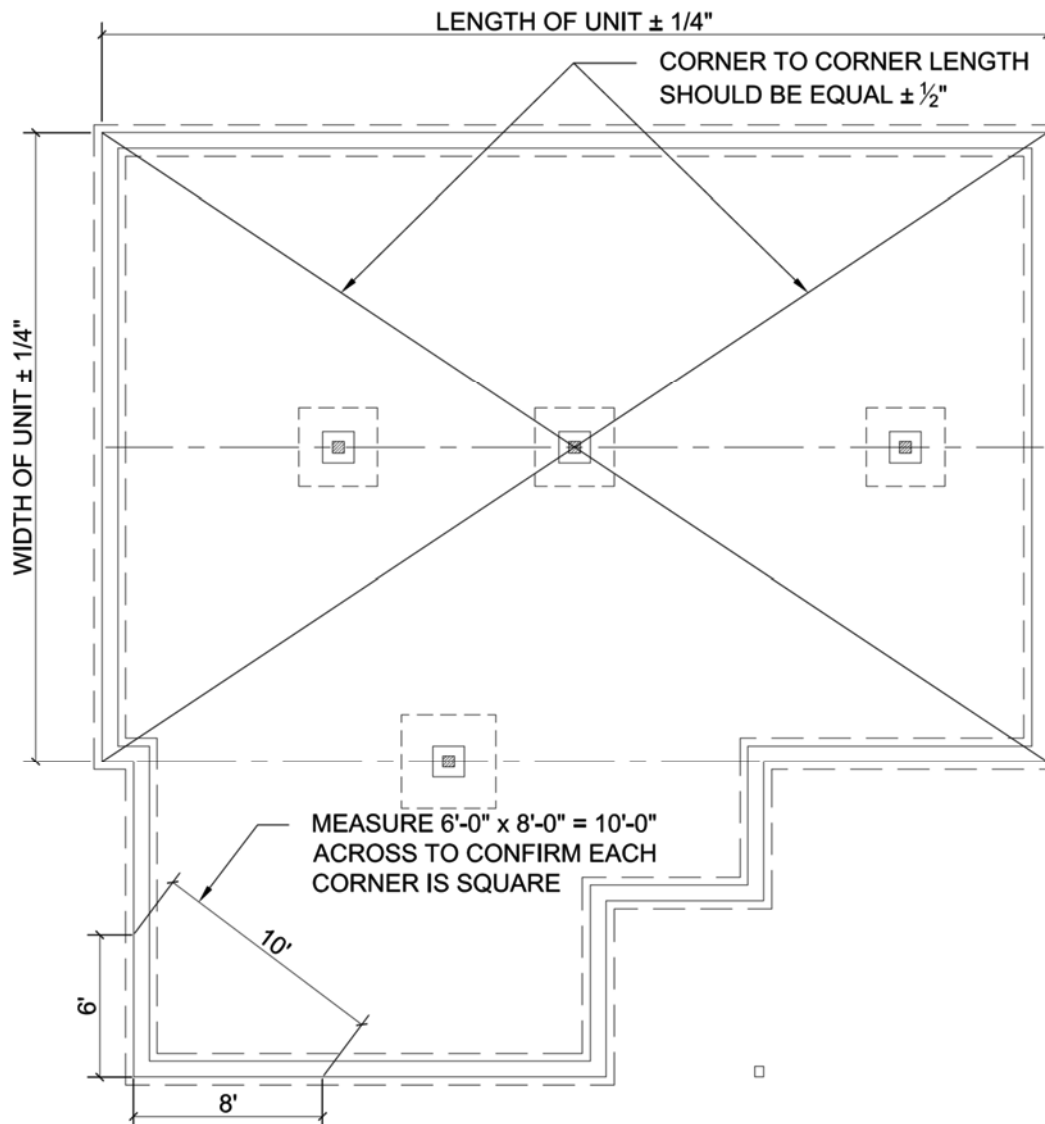 LENGTH OF UNIT ± 1/4"
CORNER TO CORNER LENGTH
SHOULD BE EQUAL ± ½"
WIDTH OF UNIT ± 1/4"
MEASURE 6'-0" x 8'-0" = 10'-0"
ACROSS TO CONFIRM EACH
CORNER IS SQUARE
10'
6'
8'